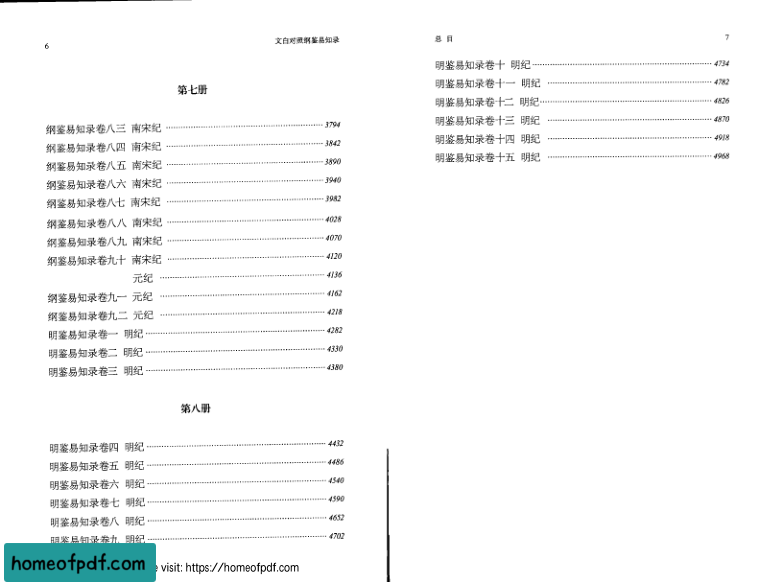 6
文白对照纲鉴易知录
第七册
纲鉴易知录卷八三 南宋纪 3794
纲鉴易知录卷八四 南宋纪 3842
纲鉴易知录卷八五 南宋纪 3890
纲鉴易知录卷八六 南宋纪 3940
纲鉴易知录卷八七 南宋纪 3982
纲鉴易知录卷八八 南宋纪 4028
纲鉴易知录卷八九 南宋纪 4070
纲鉴易知录卷九十 南宋纪 4120
元纪 4136
纲鉴易知录卷九一 元纪 4162
纲鉴易知录卷九二 元纪 4218
明鉴易知录卷一 明纪 4282
明鉴易知录卷二 明纪 4330
明鉴易知录卷三 明纪 4380
第八册
明鉴易知录卷四 明纪 4432
明鉴易知录卷五 明纪 4486
明鉴易知录卷六 明纪 4540
明鉴易知录卷七 明纪 4590
明鉴易知录卷八 明纪 4652
明鉴易知录卷九 明纪 4702
总 目
7
明鉴易知录卷十 明纪 4734
明鉴易知录卷十一 明纪 4782
明鉴易知录卷十二 明纪 4826
明鉴易知录卷十三 明纪 4870
明鉴易知录卷十四 明纪 4918
明鉴易知录卷十五 明纪 4968
homeofpdf.com
visit: https://homeofpdf.com